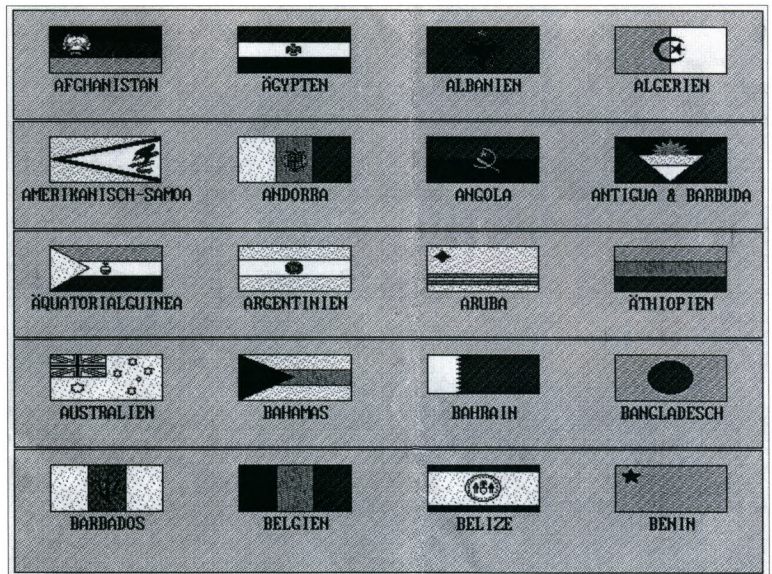 AFGHANISTAN ÄGYPTEN ALBANIEN ALGERIEN
AMERIKANISCH-SAMOA ANDORRA ANGOLA ANTIGUA & BARBUDA
ÄQUATORIALGUINEA ARGENTINIEN ARUBA ÄTHIOPIEN
AUSTRALIEN BAHAMAS BAHRAIN BANGLADESCH
BARBADOS BELGIEN BELIZE BENIN